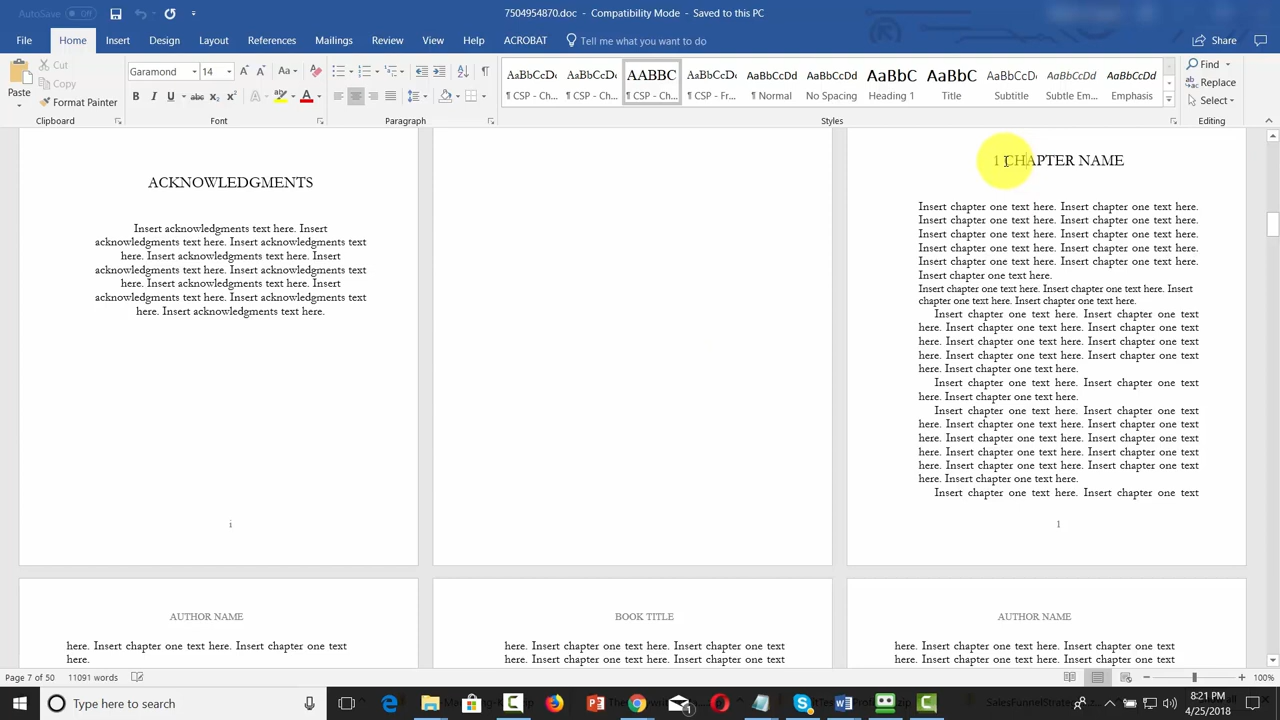 AutoSave
7504954870.doc - Compatibility Mode - Saved to this PC
File Home Insert Design Layout References Mailings Review View Help ACROBAT Tell me what you want to do Share
Paste
Cut
Copy
Format Painter
Clipboard
Garamond 14
Aa
B I U abc x2 x2 A A
Font
Paragraph
AaBbCcDc AaBbCcDc AABBC AaBbCcDc AaBbCcDd AaBbCcDd AaBbC AaBbC AaBbCcDc AaBbCcDd AaBbCcDd
¶ CSP - Ch... ¶ CSP - Ch... ¶ CSP - Ch... ¶ CSP - Fr... ¶ Normal No Spacing Heading 1 Title Subtitle Subtle Em... Emphasis
Styles
Find
Replace
Select
Editing
ACKNOWLEDGMENTS
Insert acknowledgments text here. Insert
acknowledgments text here. Insert acknowledgments text
here. Insert acknowledgments text here. Insert
acknowledgments text here. Insert acknowledgments text
here. Insert acknowledgments text here. Insert
acknowledgments text here. Insert acknowledgments text
here. Insert acknowledgments text here.
i
1 CHAPTER NAME
Insert chapter one text here. Insert chapter one text here.
Insert chapter one text here. Insert chapter one text here.
Insert chapter one text here. Insert chapter one text here.
Insert chapter one text here. Insert chapter one text here.
Insert chapter one text here. Insert chapter one text here.
Insert chapter one text here.
Insert chapter one text here. Insert chapter one text here. Insert
chapter one text here. Insert chapter one text here.
Insert chapter one text here. Insert chapter one text
here. Insert chapter one text here. Insert chapter one text
here. Insert chapter one text here. Insert chapter one text
here. Insert chapter one text here. Insert chapter one text
here. Insert chapter one text here.
Insert chapter one text here. Insert chapter one text
here. Insert chapter one text here.
Insert chapter one text here. Insert chapter one text
here. Insert chapter one text here. Insert chapter one text
here. Insert chapter one text here. Insert chapter one text
here. Insert chapter one text here. Insert chapter one text
here. Insert chapter one text here. Insert chapter one text
here. Insert chapter one text here.
Insert chapter one text here. Insert chapter one text
1
AUTHOR NAME
here. Insert chapter one text here. Insert chapter one text
here.
BOOK TITLE
here. Insert chapter one text here. Insert chapter one text
here. Insert chapter one text here. Insert chapter one text
AUTHOR NAME
here. Insert chapter one text here. Insert chapter one text
here. Insert chapter one text here. Insert chapter one text
Page 7 of 50 11091 words
100%
Type here to search
1
8:21 PM
4/25/2018